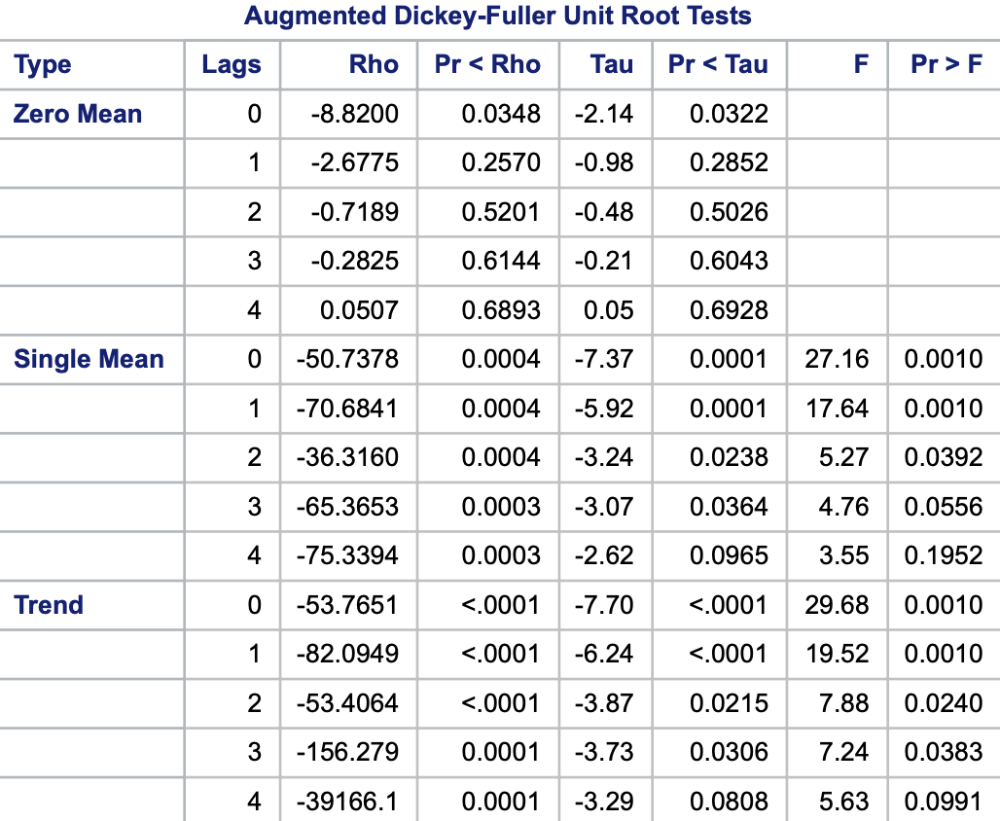 Augmented Dickey-Fuller Unit Root Tests
Type Lags Rho Pr < Rho Tau Pr < Tau F Pr > F
Zero Mean 0 -8.8200 0.0348 -2.14 0.0322
1 -2.6775 0.2570 -0.98 0.2852
2 -0.7189 0.5201 -0.48 0.5026
3 -0.2825 0.6144 -0.21 0.6043
4 0.0507 0.6893 0.05 0.6928
Single Mean 0 -50.7378 0.0004 -7.37 0.0001 27.16 0.0010
1 -70.6841 0.0004 -5.92 0.0001 17.64 0.0010
2 -36.3160 0.0004 -3.24 0.0238 5.27 0.0392
3 -65.3653 0.0003 -3.07 0.0364 4.76 0.0556
4 -75.3394 0.0003 -2.62 0.0965 3.55 0.1952
Trend 0 -53.7651 <.0001 -7.70 <.0001 29.68 0.0010
1 -82.0949 <.0001 -6.24 <.0001 19.52 0.0010
2 -53.4064 <.0001 -3.87 0.0215 7.88 0.0240
3 -156.279 0.0001 -3.73 0.0306 7.24 0.0383
4 -39166.1 0.0001 -3.29 0.0808 5.63 0.0991